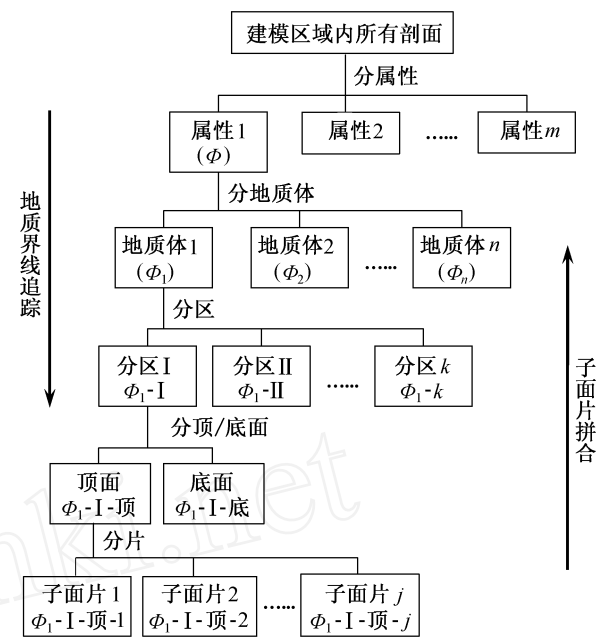 建模区域内所有剖面
分属性
属性1
(Φ)
属性2
……
属性m
分地质体
地质体1
(Φ₁)
地质体2
(Φ₂)
……
地质体n
(Φₙ)
分区
分区Ⅰ
Φ₁-Ⅰ
分区Ⅱ
Φ₁-Ⅱ
……
分区k
Φ₁-k
分顶/底面
顶面
Φ₁-Ⅰ-顶
底面
Φ₁-Ⅰ-底
分片
子面片1
Φ₁-Ⅰ-顶-1
子面片2
Φ₁-Ⅰ-顶-2
……
子面片j
Φ₁-Ⅰ-顶-j
地质界线追踪
子面片拼合
nki.net